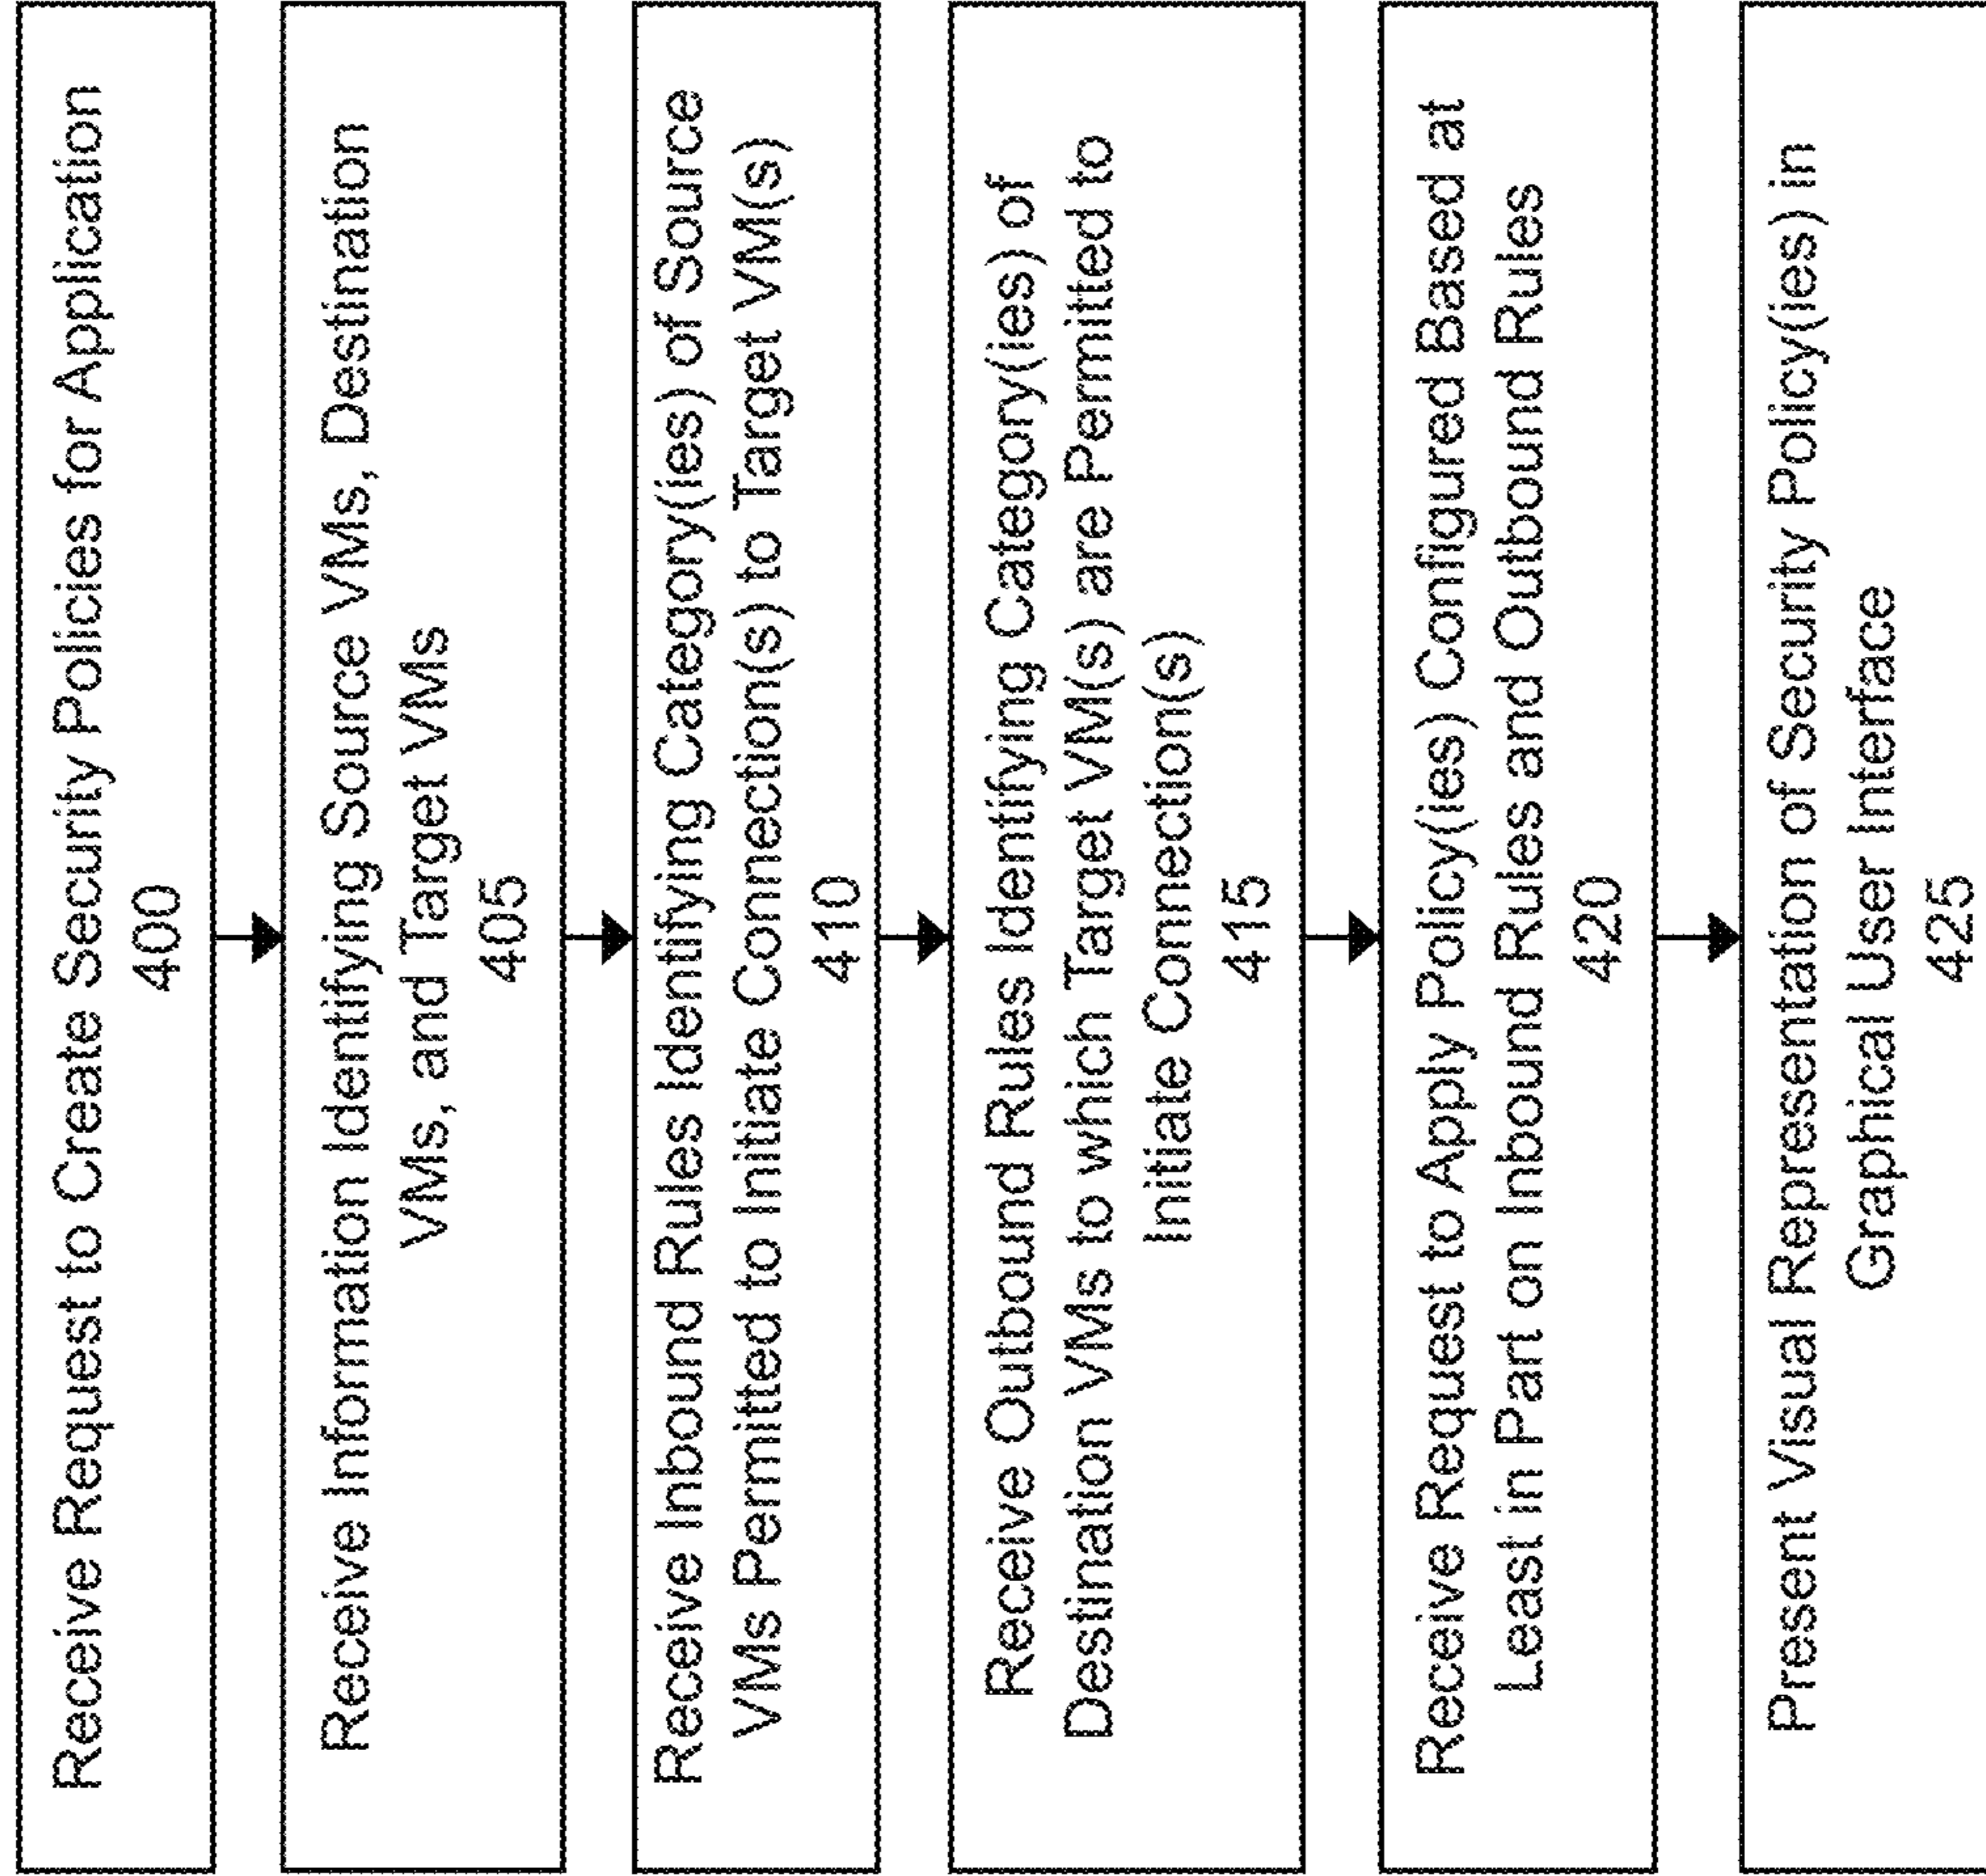 Receive Request to Create Security Policies for Application
400
Receive Information Identifying Source VMs, Destination
VMs, and Target VMs
405
Receive Inbound Rules Identifying Category(ies) of Source
VMs Permitted to Initiate Connection(s) to Target VM(s)
410
Receive Outbound Rules Identifying Category(ies) of
Destination VMs to which Target VM(s) are Permitted to
Initiate Connection(s)
415
Receive Request to Apply Policy(ies) Configured Based at
Least in Part on Inbound Rules and Outbound Rules
420
Present Visual Representation of Security Policy(ies) in
Graphical User Interface
425